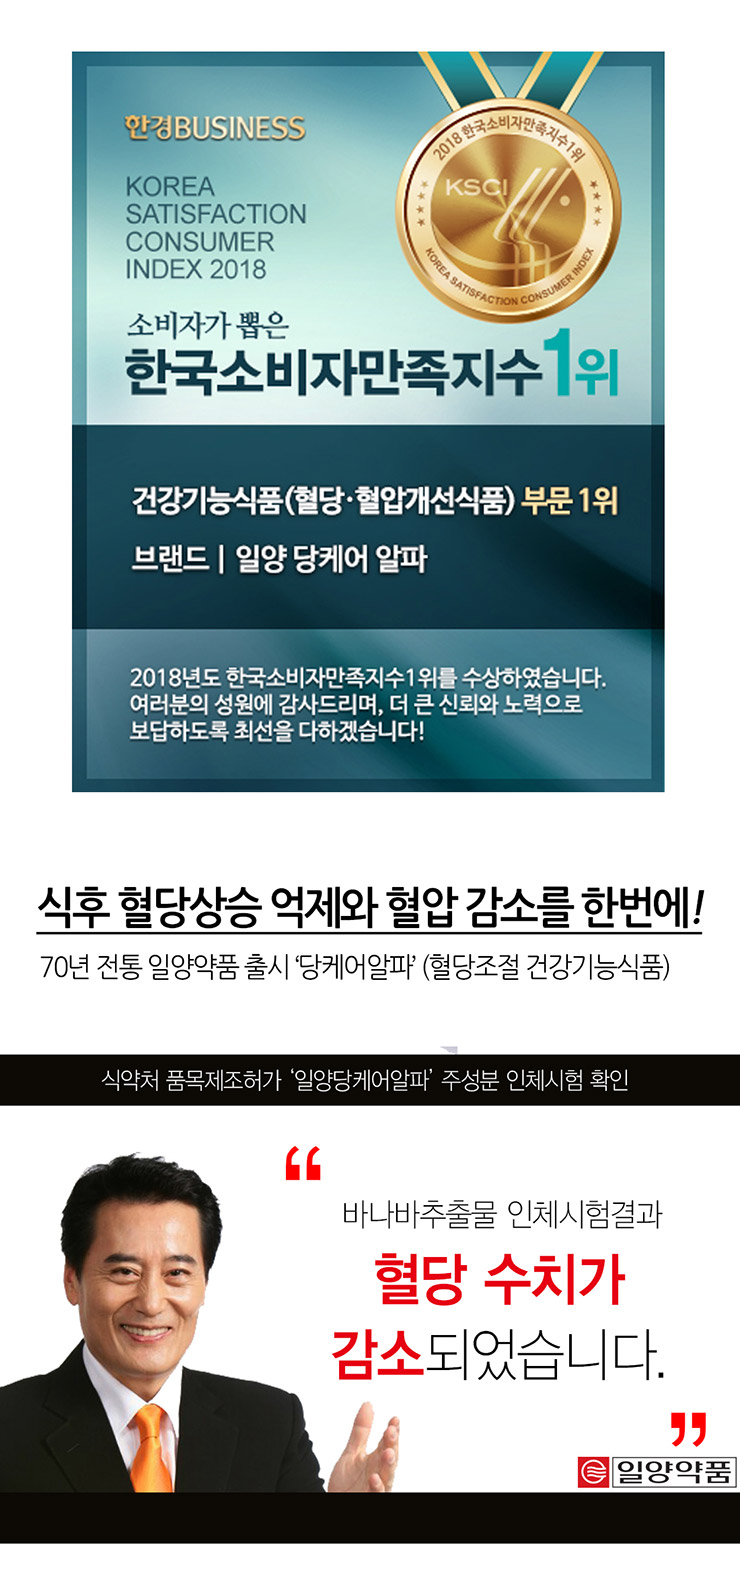 한경BUSINESS
KOREA
SATISFACTION
CONSUMER
INDEX 2018
2018 한국소비자만족지수1위
KSCI
KOREA SATISFACTION CONSUMER INDEX
소비자가 뽑은
한국소비자만족지수1위
건강기능식품(혈당·혈압개선식품) 부문 1위
브랜드 | 일양 당케어 알파
2018년도 한국소비자만족지수1위를 수상하였습니다.
여러분의 성원에 감사드리며, 더 큰 신뢰와 노력으로
보답하도록 최선을 다하겠습니다!
식후 혈당상승 억제와 혈압 감소를 한번에!
70년 전통 일양약품 출시 ‘당케어알파’ (혈당조절 건강기능식품)
식약처 품목제조허가 ‘일양당케어알파’ 주성분 인체시험 확인
“
바나바추출물 인체시험결과
혈당 수치가
감소되었습니다.
”
일양약품